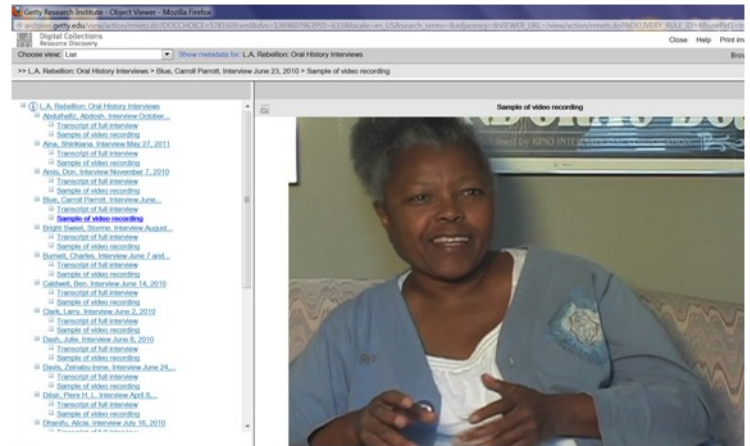 Getty Research Institute - Object Viewer - Mozilla Firefox
Digital Collections
Resource Discovery
Close Help Print
Choose view: List
Show metadata for: L.A. Rebellion: Oral History Interviews
>> L.A. Rebellion: Oral History Interviews > Blue, Carroll Parrott, Interview June 23, 2010 > Sample of video recording
L.A. Rebellion: Oral History Interviews
Abdulhafiz, Abdosh. Interview October...
Transcript of full interview
Sample of video recording
Aina, Shirikiana. Interview May 27, 2011
Transcript of full interview
Sample of video recording
Amis, Don. Interview November 7, 2010
Transcript of full interview
Sample of video recording
Blue, Carroll Parrott. Interview June...
Transcript of full interview
Sample of video recording
Bright Sweet, Storme. Interview August...
Transcript of full interview
Sample of video recording
Burnett, Charles. Interview June 7 and...
Transcript of full interview
Sample of video recording
Caldwell, Ben. Interview June 14, 2010
Transcript of full interview
Sample of video recording
Clark, Larry. Interview June 2, 2010
Transcript of full interview
Sample of video recording
Dash, Julie. Interview June 8, 2010
Transcript of full interview
Sample of video recording
Davis, Zeinabu irene. Interview June 24,...
Transcript of full interview
Sample of video recording
Désir, Piere H. L. Interview April 8,...
Transcript of full interview
Sample of video recording
Dhanifu, Alicia. Interview July 16, 2010
Sample of video recording